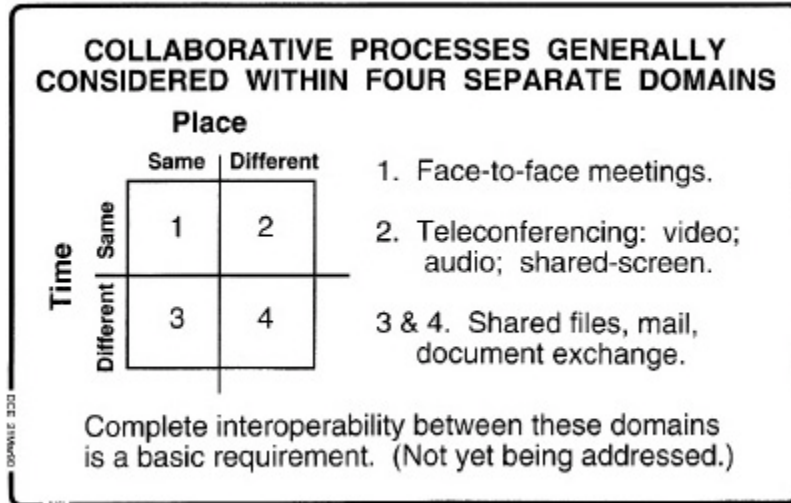 COLLABORATIVE PROCESSES GENERALLY
CONSIDERED WITHIN FOUR SEPARATE DOMAINS
Place
Same Different
Time
Same
1 2
Different
3 4
1. Face-to-face meetings.
2. Teleconferencing: video;
audio; shared-screen.
3 & 4. Shared files, mail,
document exchange.
Complete interoperability between these domains
is a basic requirement. (Not yet being addressed.)
DCE